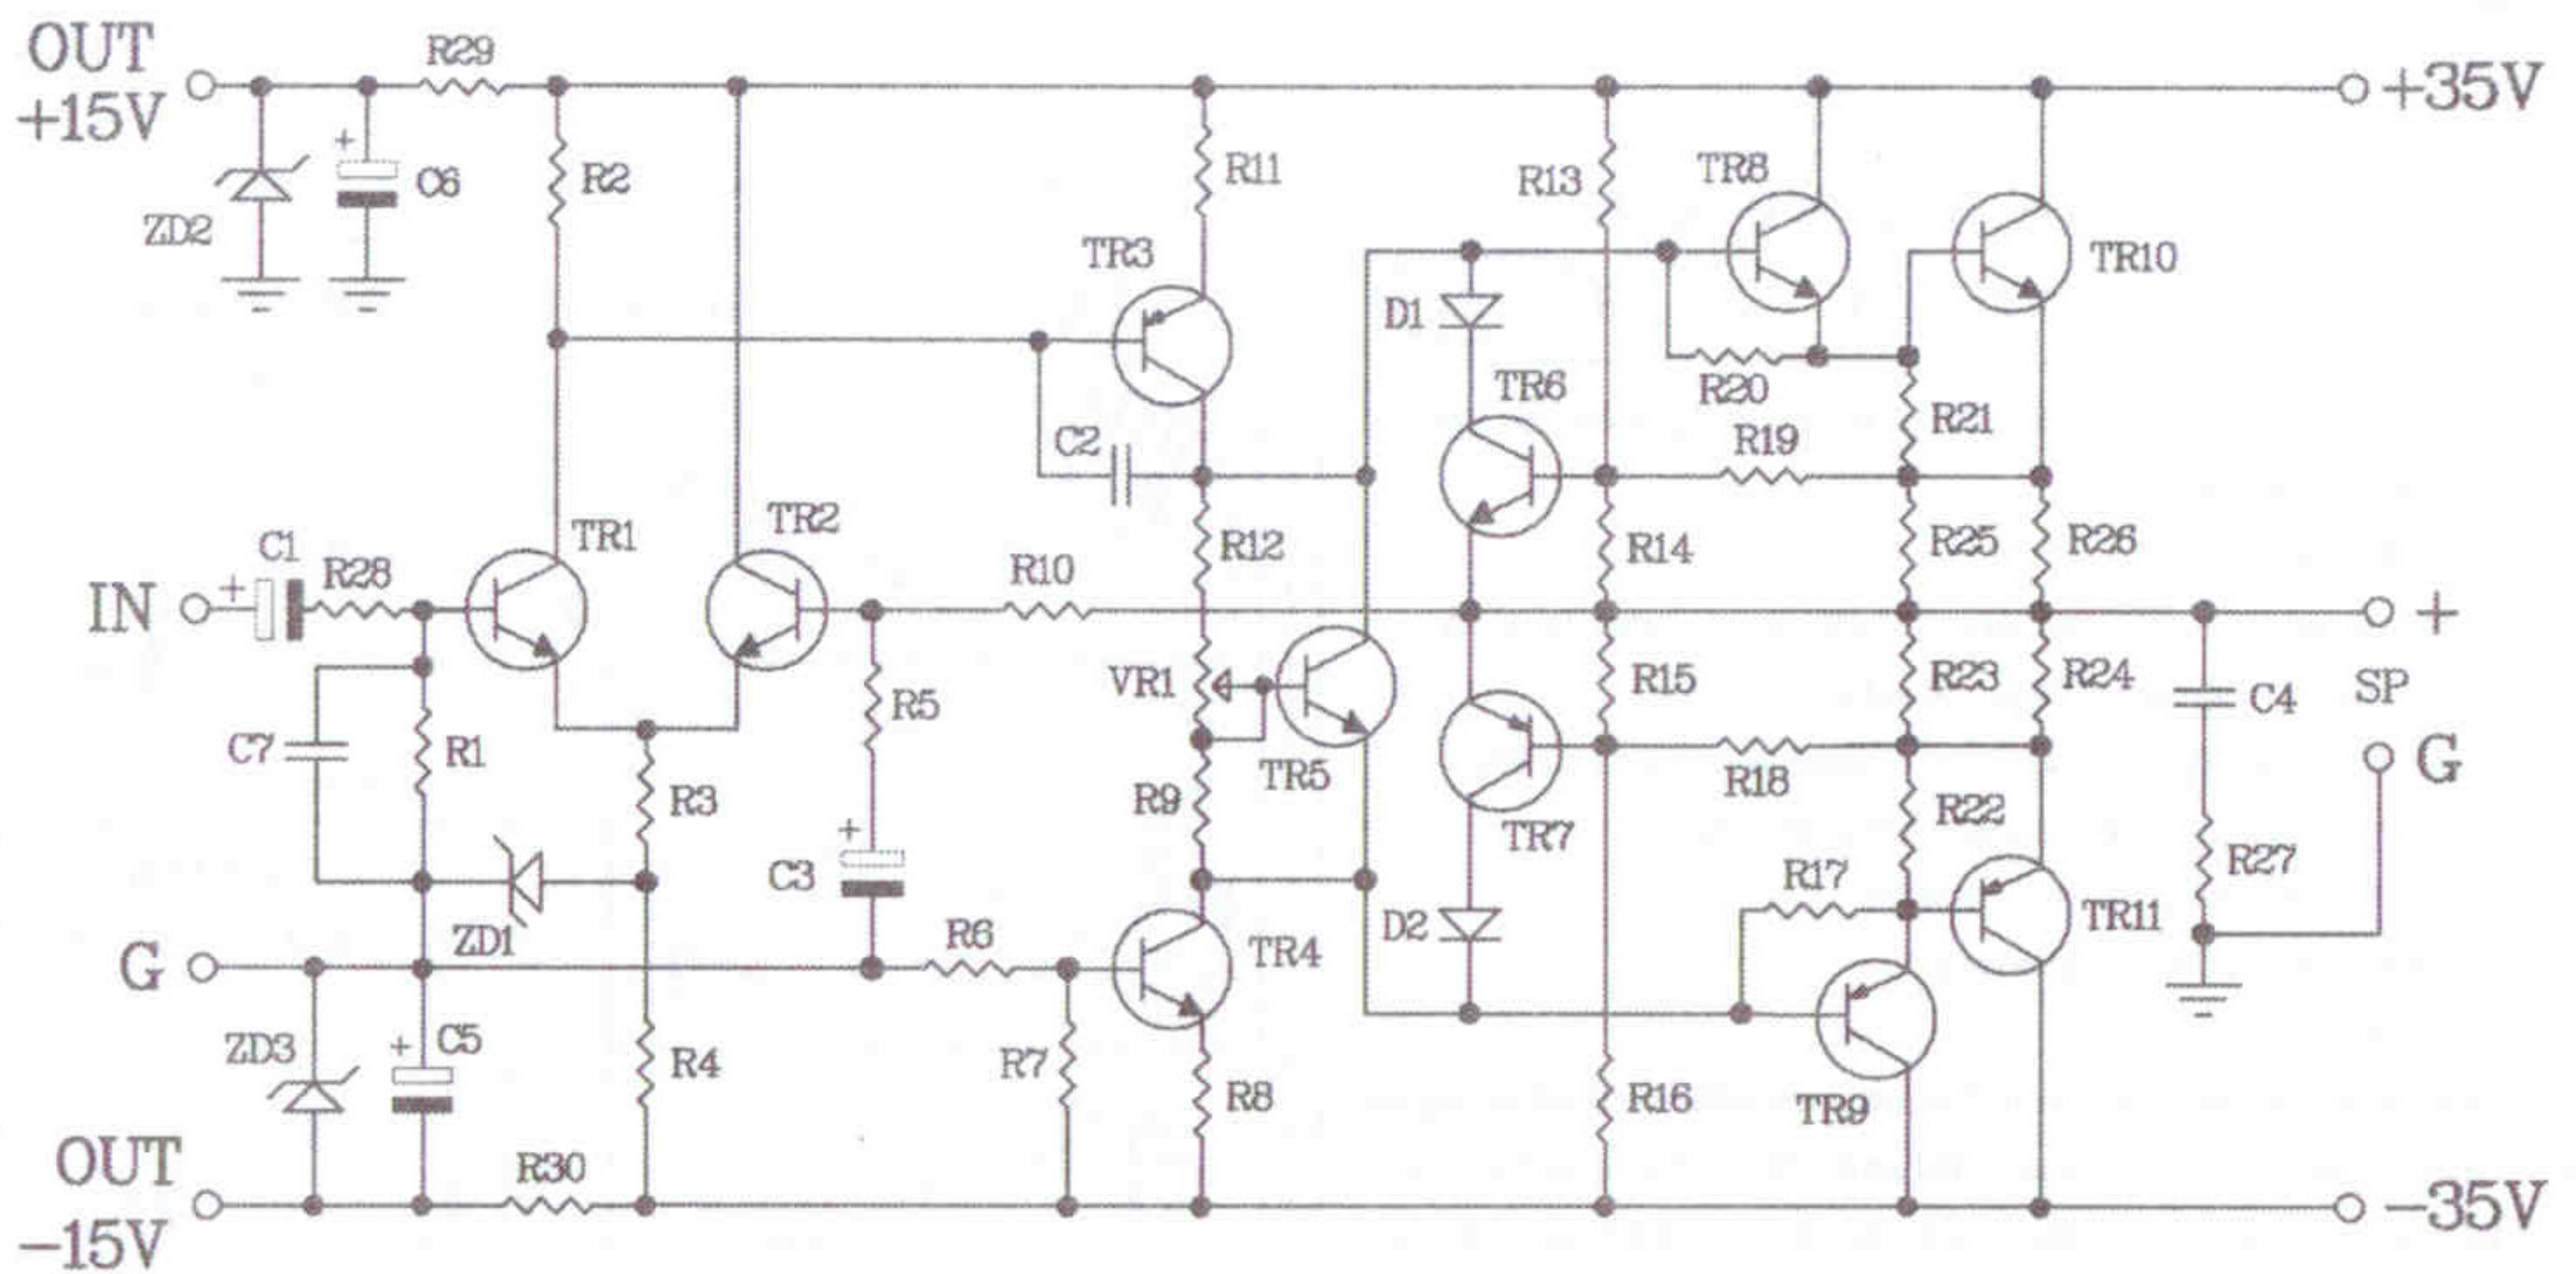 OUT
+15V
R29
+35V
+
C6
ZD2
R2
R11
R13
TR8
TR10
TR3
D1
R20
TR6
R21
C2
R19
IN
+
C1
R28
TR1
TR2
R10
R12
R14
R25
R26
+
C7
R1
R5
VR1
TR5
R15
R23
R24
C4
SP
G
R3
R9
R18
TR7
R22
+
C3
ZD1
R17
R27
G
R6
TR4
D2
TR11
ZD3
+
C5
R4
R7
R8
R16
TR9
OUT
-15V
R30
-35V